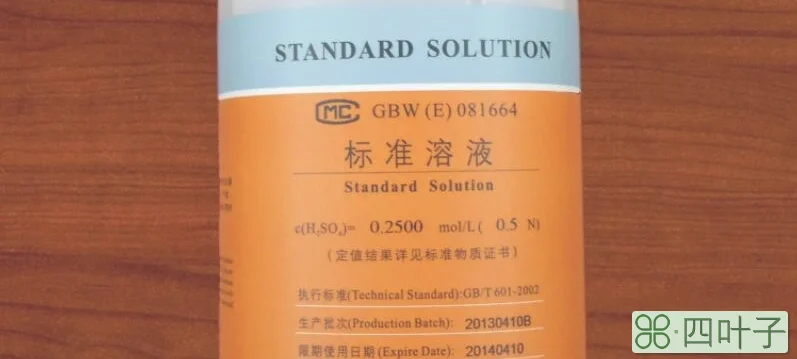 STANDARD SOLUTION
MC GBW (E) 081664
标准溶液
Standard Solution
c(H₂SO₄)= 0.2500 mol/L ( 0.5 N)
(定值结果详见标准物质证书)
执行标准(Technical Standard):GB/T 601-2002
生产批次(Production Batch): 20130410B
限期使用日期(Expire Date): 20140410
四叶子